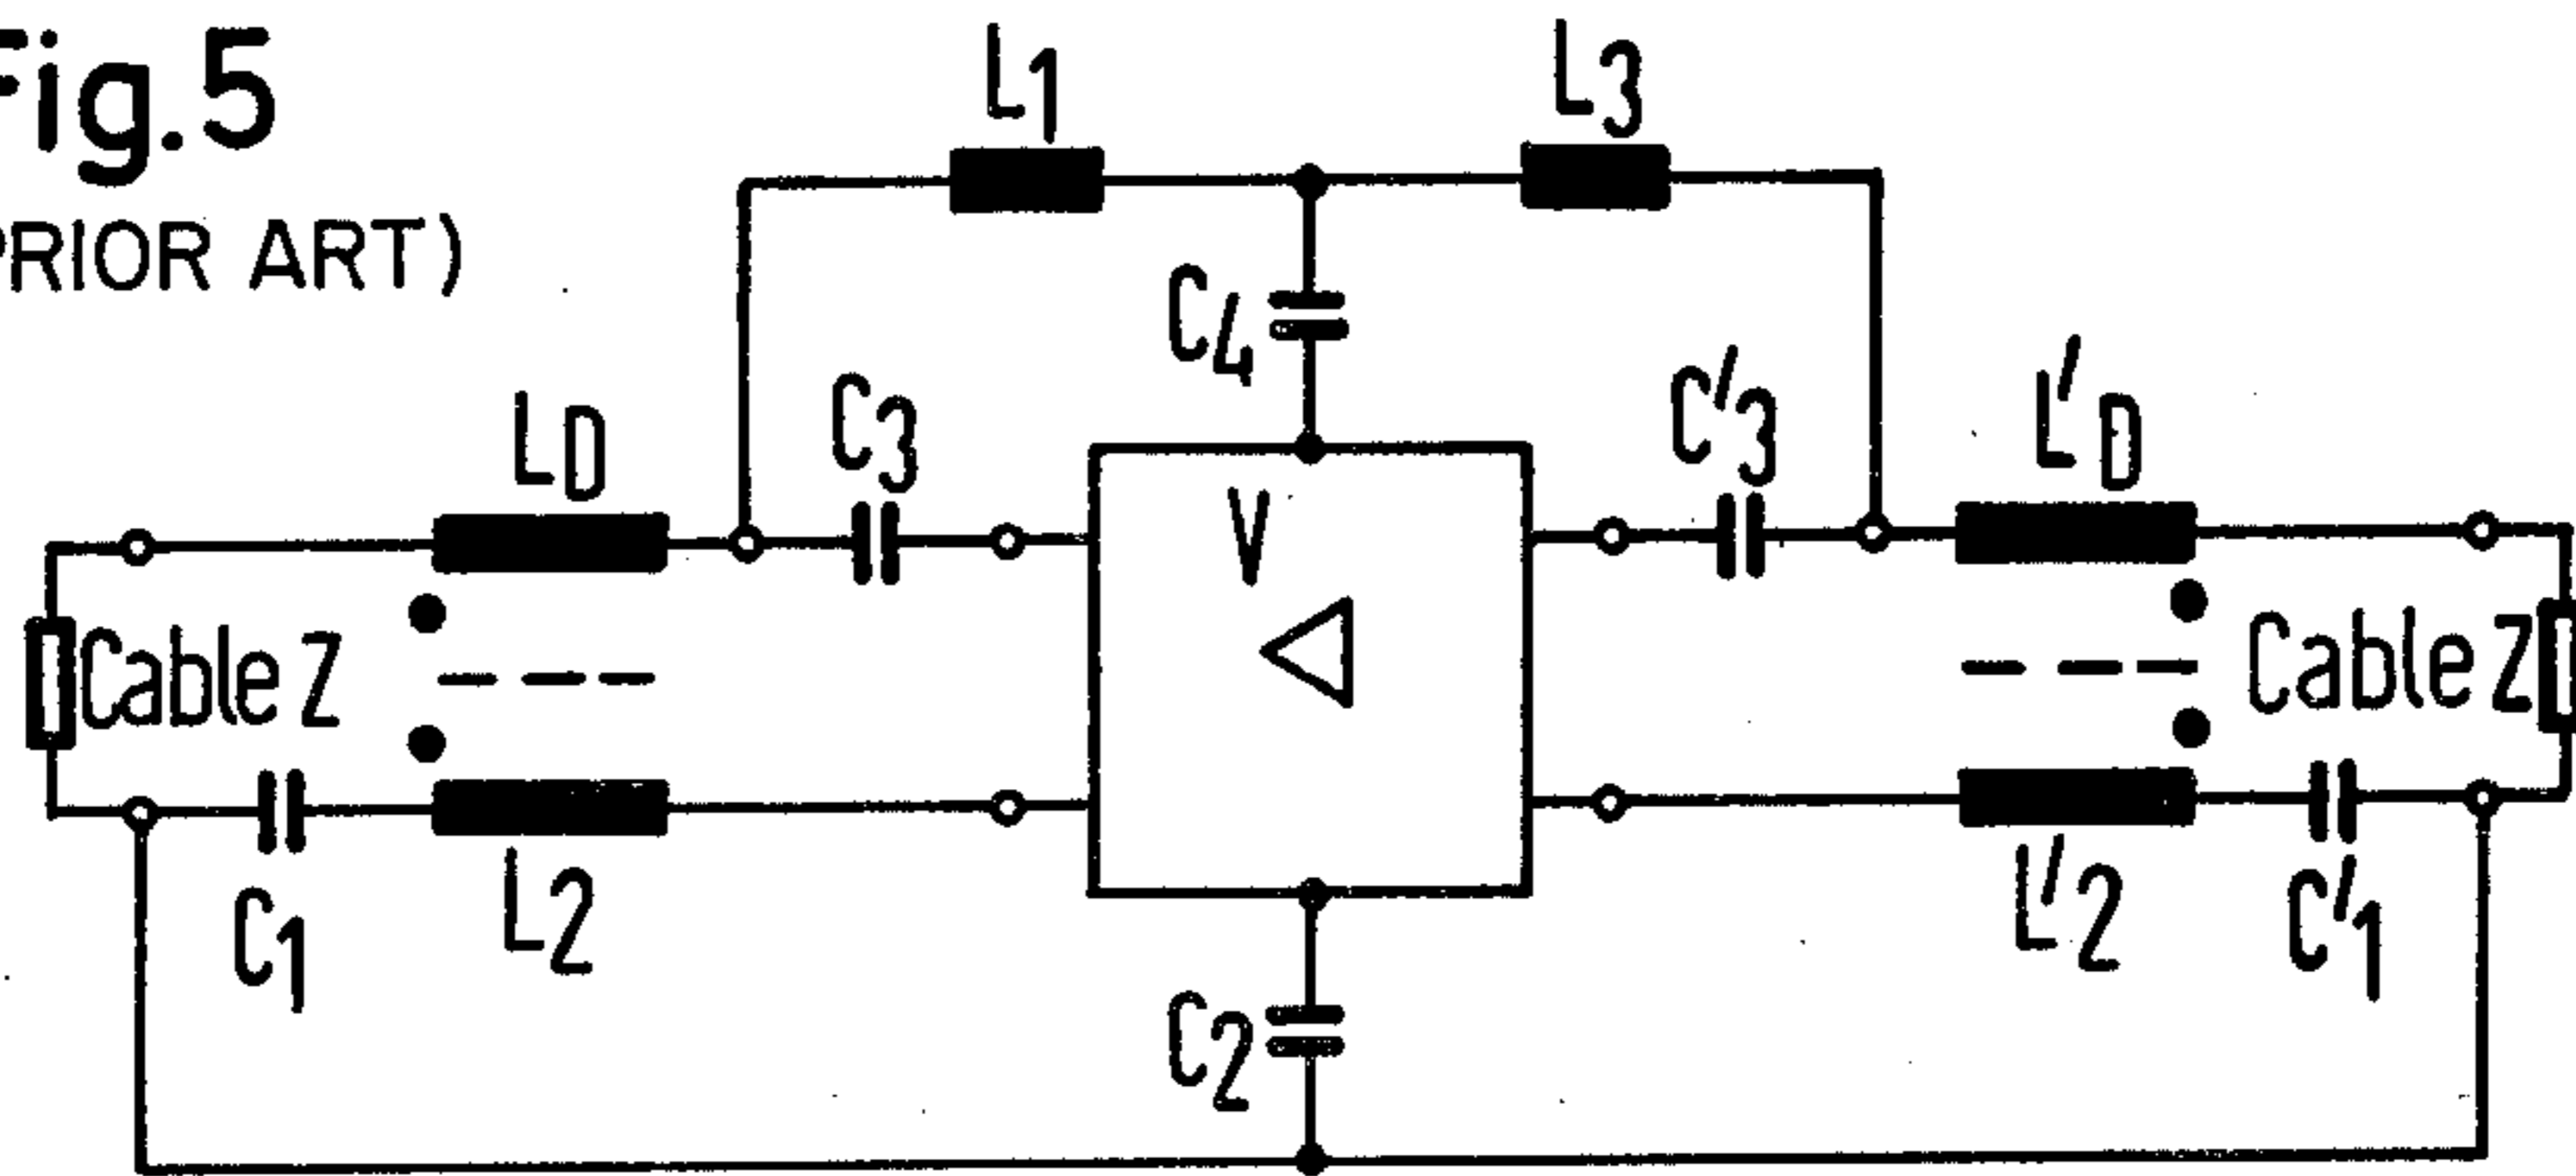 Fig.5
PRIOR ART)
L1
L3
C4
LD
C3
C'3
L'D
V
Cable Z
Cable Z
C1
L2
C2
L'2
C'1